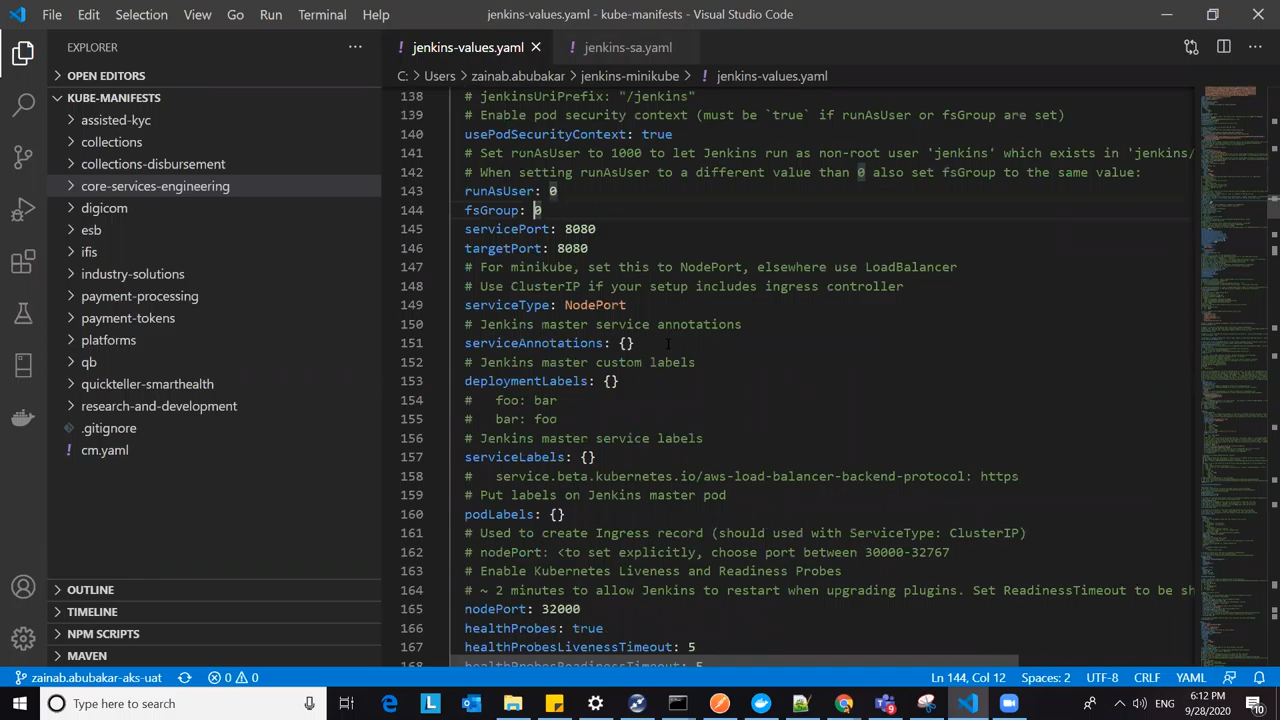 File Edit Selection View Go Run Terminal Help
jenkins-values.yaml - kube-manifests - Visual Studio Code
EXPLORER
OPEN EDITORS
KUBE-MANIFESTS
assisted-kyc
collections
collections-disbursement
core-services-engineering
digicom
esb
ifis
industry-solutions
payment-processing
payment-tokens
platforms
qb
quickteller-smarthealth
research-and-development
.gitignore
m.yaml
OUTLINE
TIMELINE
NPM SCRIPTS
MAVEN
jenkins-values.yaml
jenkins-sa.yaml
C: > Users > zainab.abubakar > jenkins-minikube > jenkins-values.yaml
138 # jenkinsUriPrefix: "/jenkins"
139 # Enable pod security context (must be `true` if runAsUser or fsGroup are set)
140 usePodSecurityContext: true
141 # Set runAsUser to 1000 to let Jenkins run as non-root user 'jenkins' which exists in 'jenkins/
142 # When setting runAsUser to a different value than 0 also set fsGroup to the same value:
143 runAsUser: 0
144 fsGroup: 0
145 servicePort: 8080
146 targetPort: 8080
147 # For minikube, set this to NodePort, elsewhere use LoadBalancer
148 # Use ClusterIP if your setup includes ingress controller
149 serviceType: NodePort
150 # Jenkins master service annotations
151 serviceAnnotations: {}
152 # Jenkins master custom labels
153 deploymentLabels: {}
154 # foo: bar
155 # bar: foo
156 # Jenkins master service labels
157 serviceLabels: {}
158 # service.beta.kubernetes.io/aws-load-balancer-backend-protocol: https
159 # Put labels on Jenkins master pod
160 podLabels: {}
161 # Used to create Ingress record (should used with ServiceType: ClusterIP)
162 # nodePort: <to set explicitly, choose port between 30000-32767
163 # Enable Kubernetes Liveness and Readiness Probes
164 # ~ 2 minutes to allow Jenkins to restart when upgrading plugins. Set ReadinessTimeout to be sh
165 nodePort: 32000
166 healthProbes: true
167 healthProbesLivenessTimeout: 5
168 healthProbesReadinessTimeout: 5
zainab.abubakar-aks-uat 0 0
Ln 144, Col 12 Spaces: 2 UTF-8 CRLF YAML
Type here to search
6:12 PM
9/28/2020
10